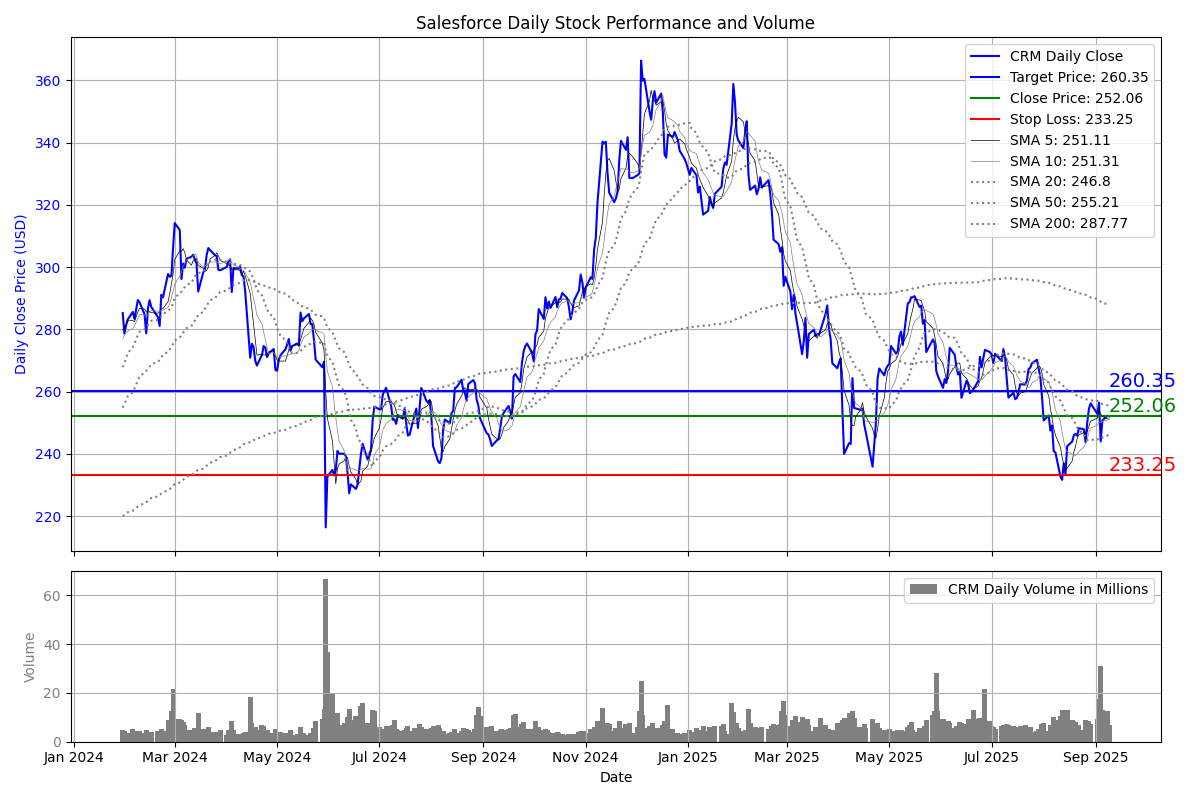 Salesforce Daily Stock Performance and Volume
Daily Close Price (USD)
360
340
320
300
280
260
240
220
CRM Daily Close
Target Price: 260.35
Close Price: 252.06
Stop Loss: 233.25
SMA 5: 251.11
SMA 10: 251.31
SMA 20: 246.8
SMA 50: 255.21
SMA 200: 287.77
260.35
252.06
233.25
Volume
60
40
20
0
CRM Daily Volume in Millions
Jan 2024 Mar 2024 May 2024 Jul 2024 Sep 2024 Nov 2024 Jan 2025 Mar 2025 May 2025 Jul 2025 Sep 2025
Date